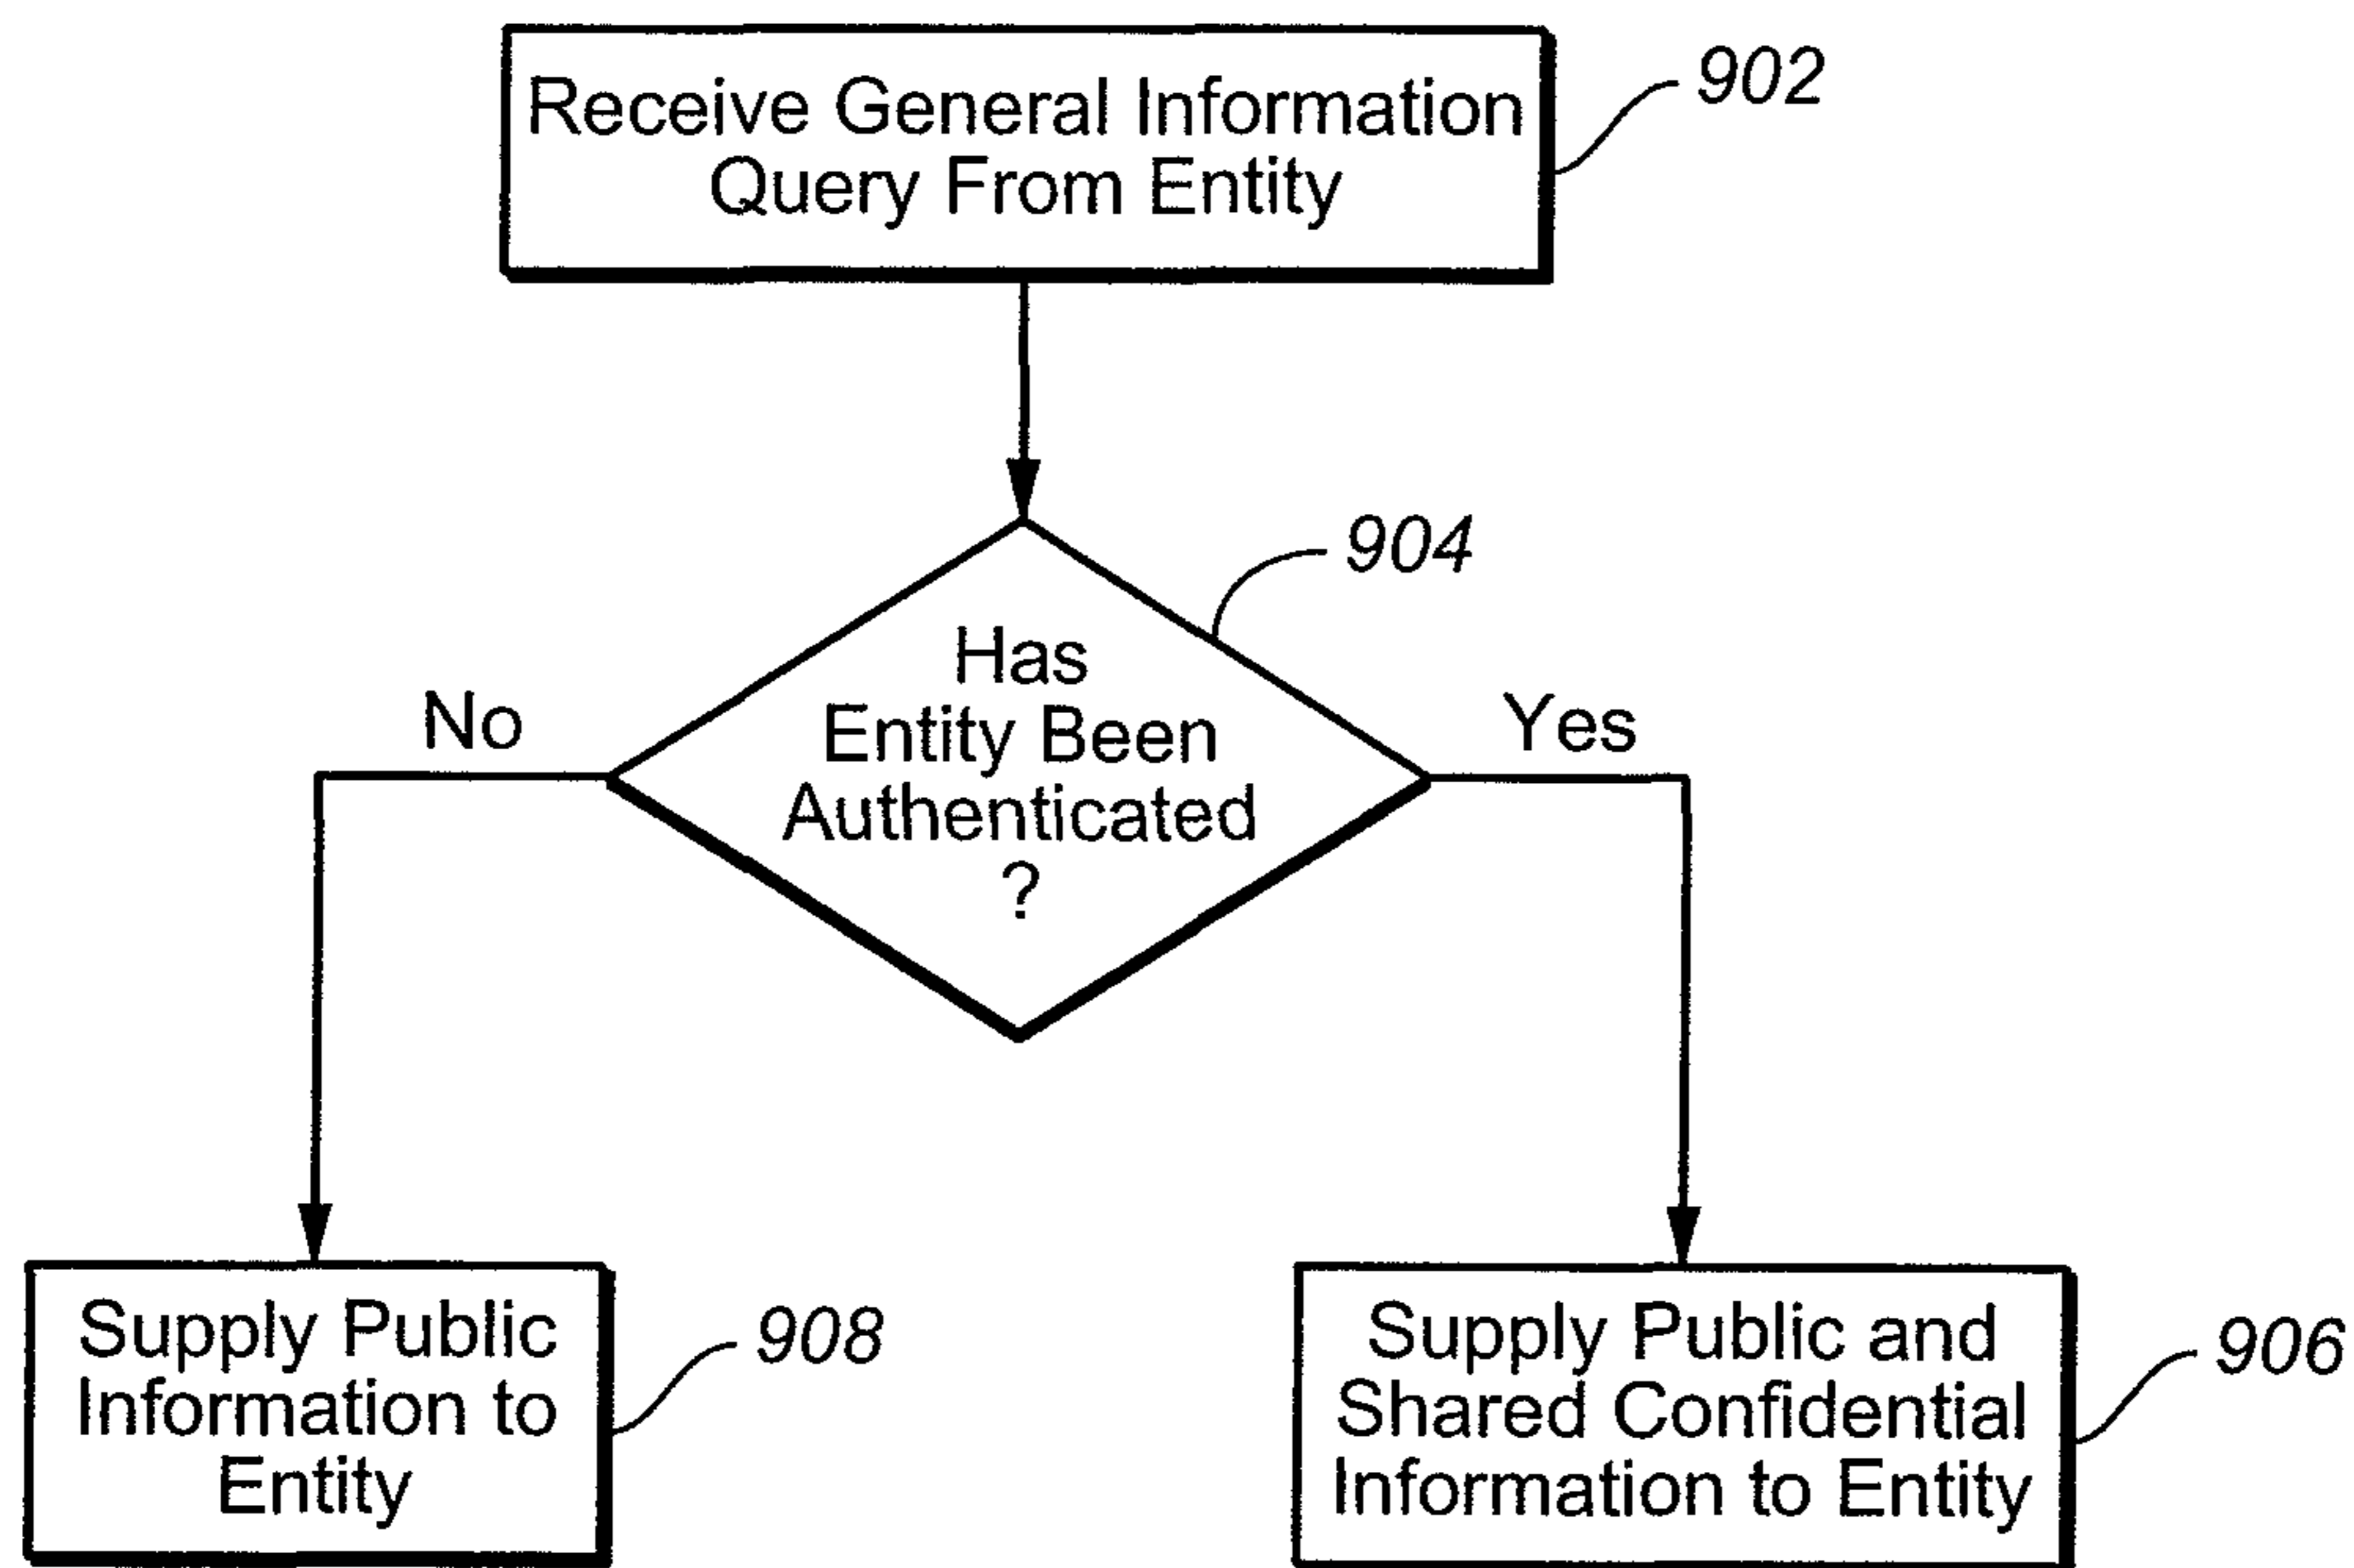 Receive General Information
Query From Entity
902
904
Has
Entity Been
Authenticated
?
No
Yes
Supply Public
Information to
Entity
908
Supply Public and
Shared Confidential
Information to Entity
906